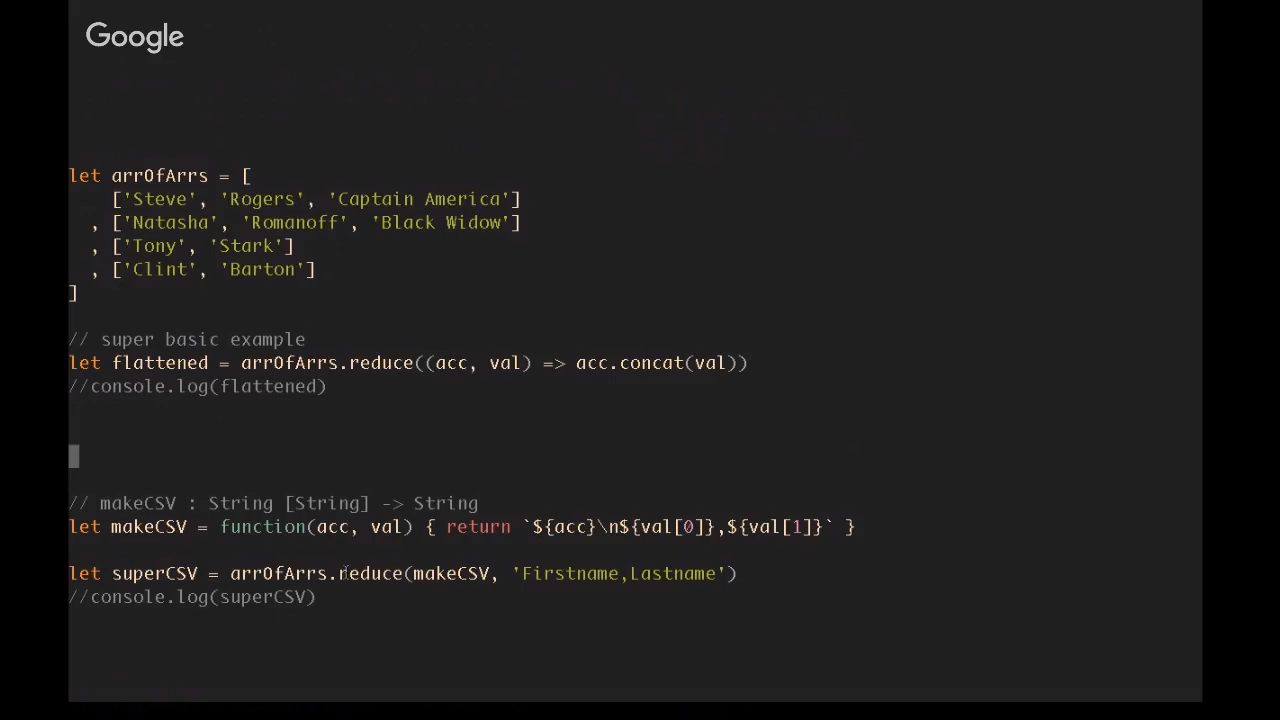 Google
let arrOfArrs = [
    ['Steve', 'Rogers', 'Captain America']
  , ['Natasha', 'Romanoff', 'Black Widow']
  , ['Tony', 'Stark']
  , ['Clint', 'Barton']
]
// super basic example
let flattened = arrOfArrs.reduce((acc, val) => acc.concat(val))
//console.log(flattened)
// makeCSV : String [String] -> String
let makeCSV = function(acc, val) { return `${acc}\n${val[0]},${val[1]}` }
let superCSV = arrOfArrs.reduce(makeCSV, 'Firstname,Lastname')
//console.log(superCSV)